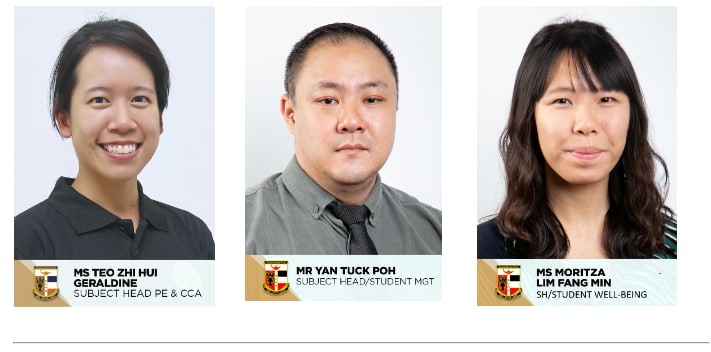 MS TEO ZHI HUI
GERALDINE
SUBJECT HEAD PE & CCA
MR YAN TUCK POH
SUBJECT HEAD/STUDENT MGT
MS MORITZA
LIM FANG MIN
SH/STUDENT WELL-BEING